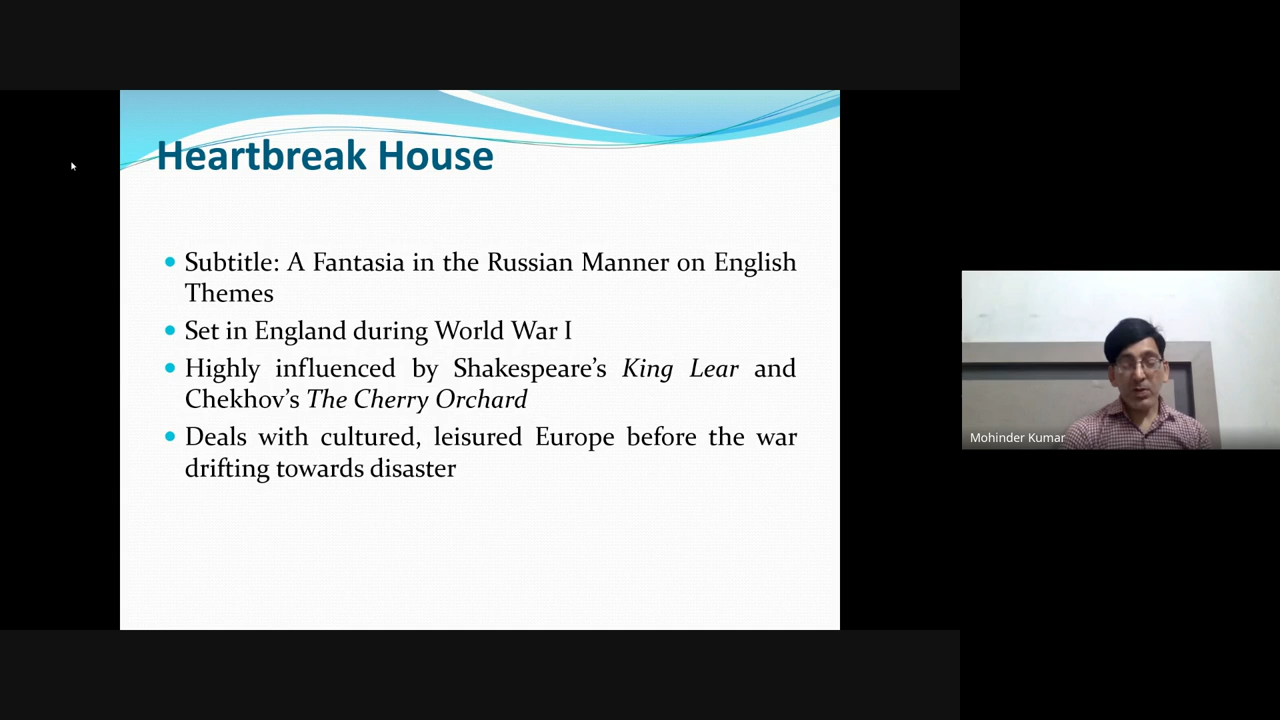 Heartbreak House
• Subtitle: A Fantasia in the Russian Manner on English
Themes
• Set in England during World War I
• Highly influenced by Shakespeare’s King Lear and
Chekhov’s The Cherry Orchard
• Deals with cultured, leisured Europe before the war
drifting towards disaster
Mohinder Kumar